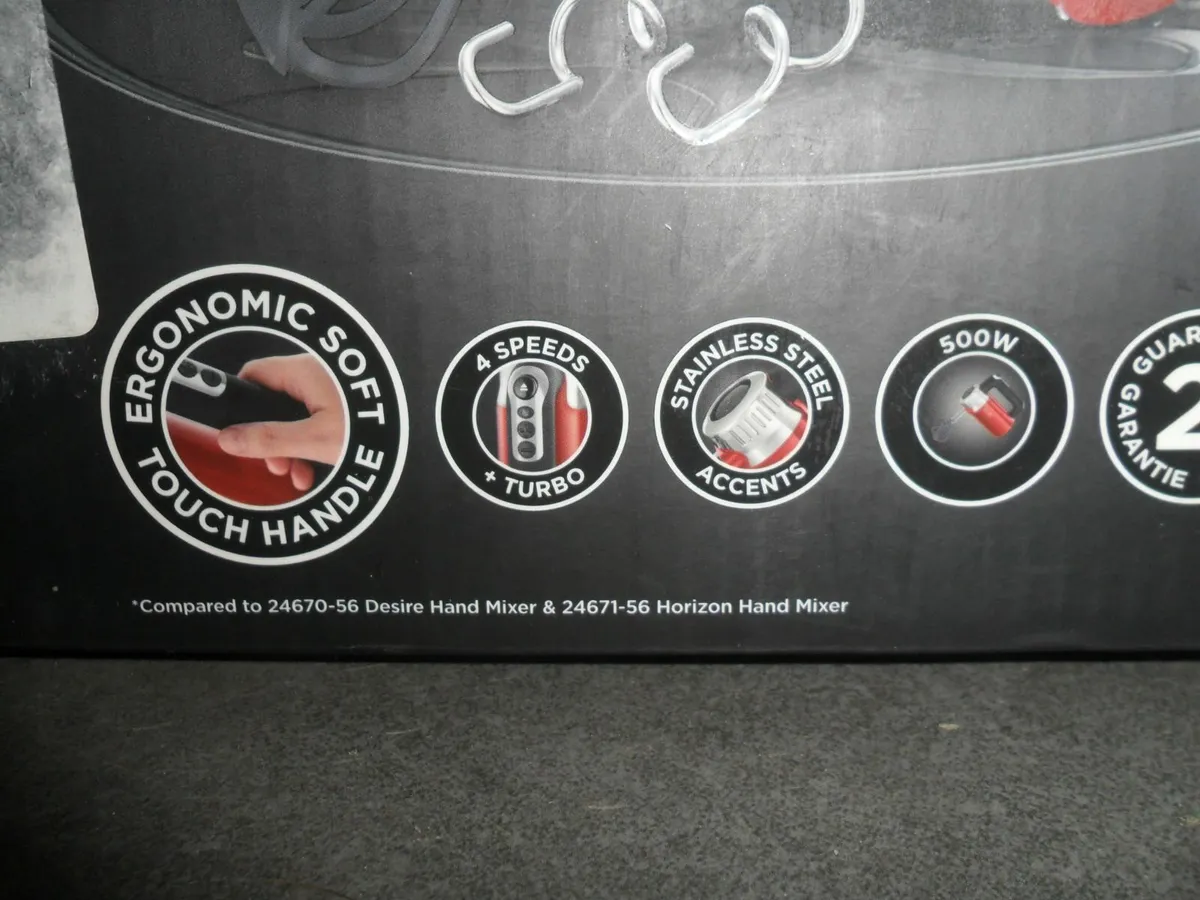 ERGONOMIC SOFT
TOUCH HANDLE
4 SPEEDS
+ TURBO
STAINLESS STEEL
ACCENTS
500W
2
GARANTIE
*Compared to 24670-56 Desire Hand Mixer & 24671-56 Horizon Hand Mixer